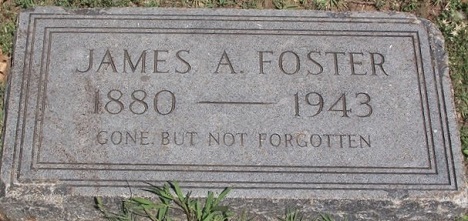 JAMES A. FOSTER
1880 — 1943
GONE. BUT NOT FORGOTTEN